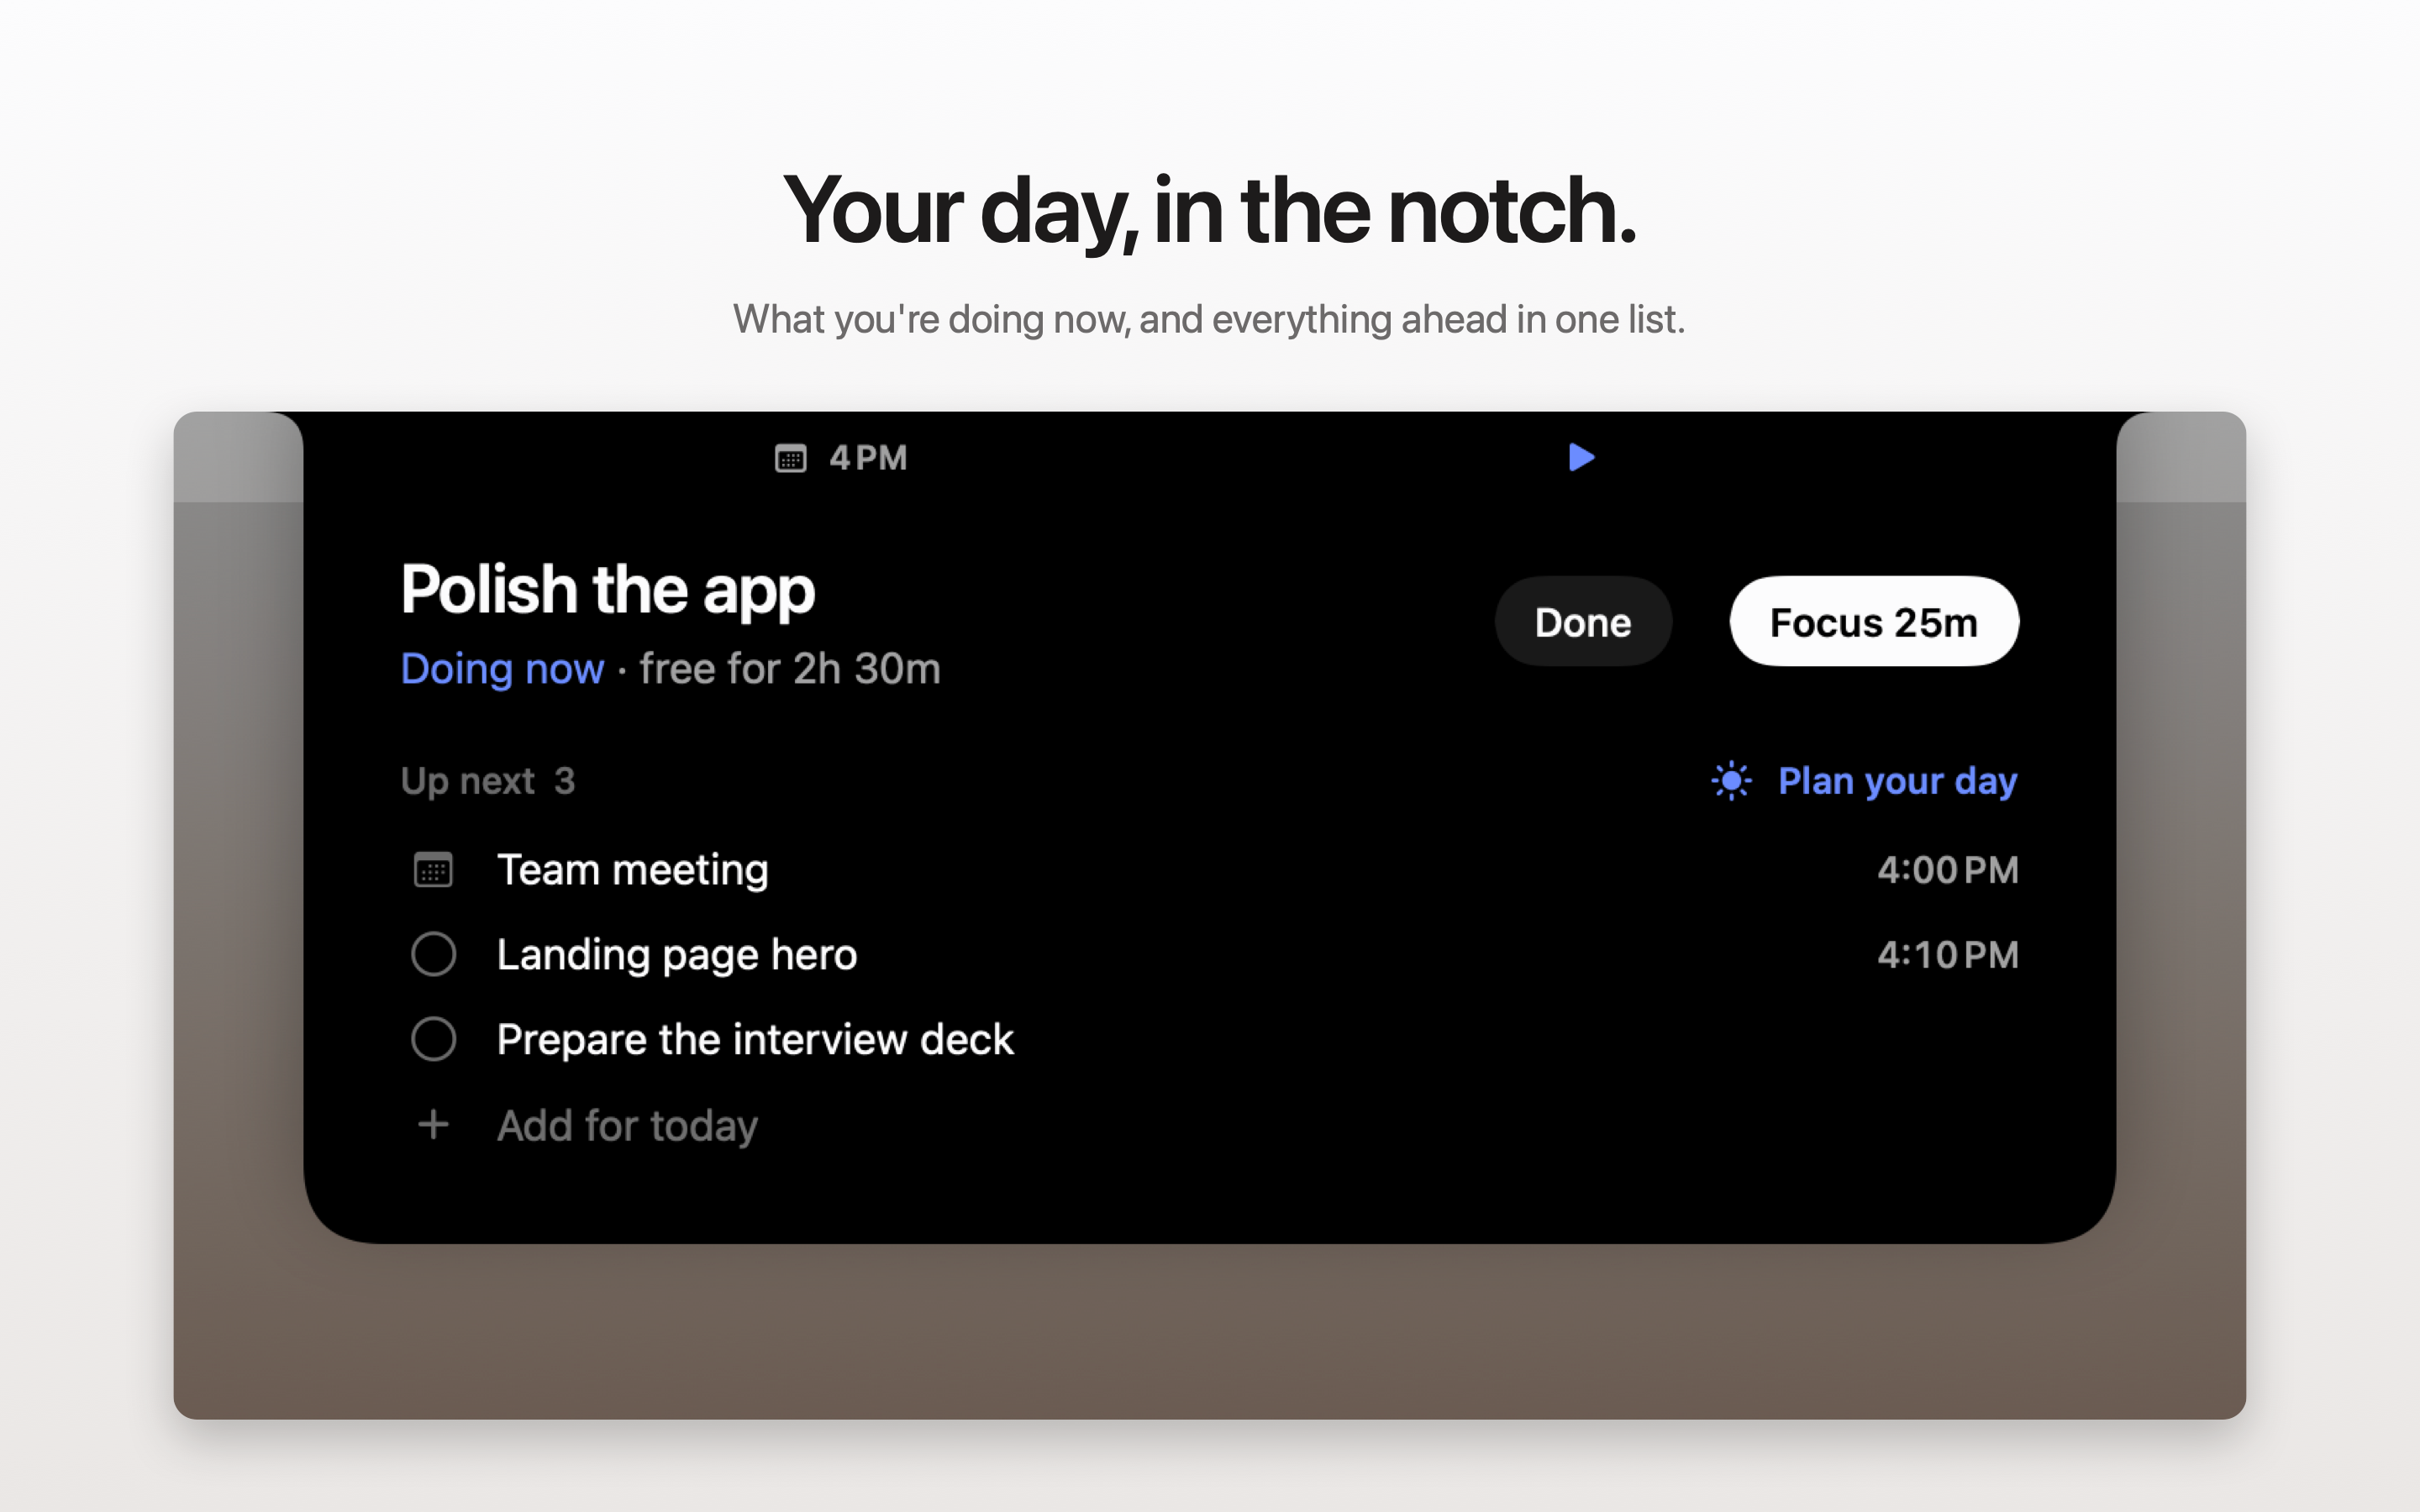 Your day, in the notch.
What you're doing now, and everything ahead in one list.
4 PM
Polish the app
Done
Focus 25m
Doing now · free for 2h 30m
Up next 3
Plan your day
Team meeting
4:00 PM
Landing page hero
4:10 PM
Prepare the interview deck
Add for today